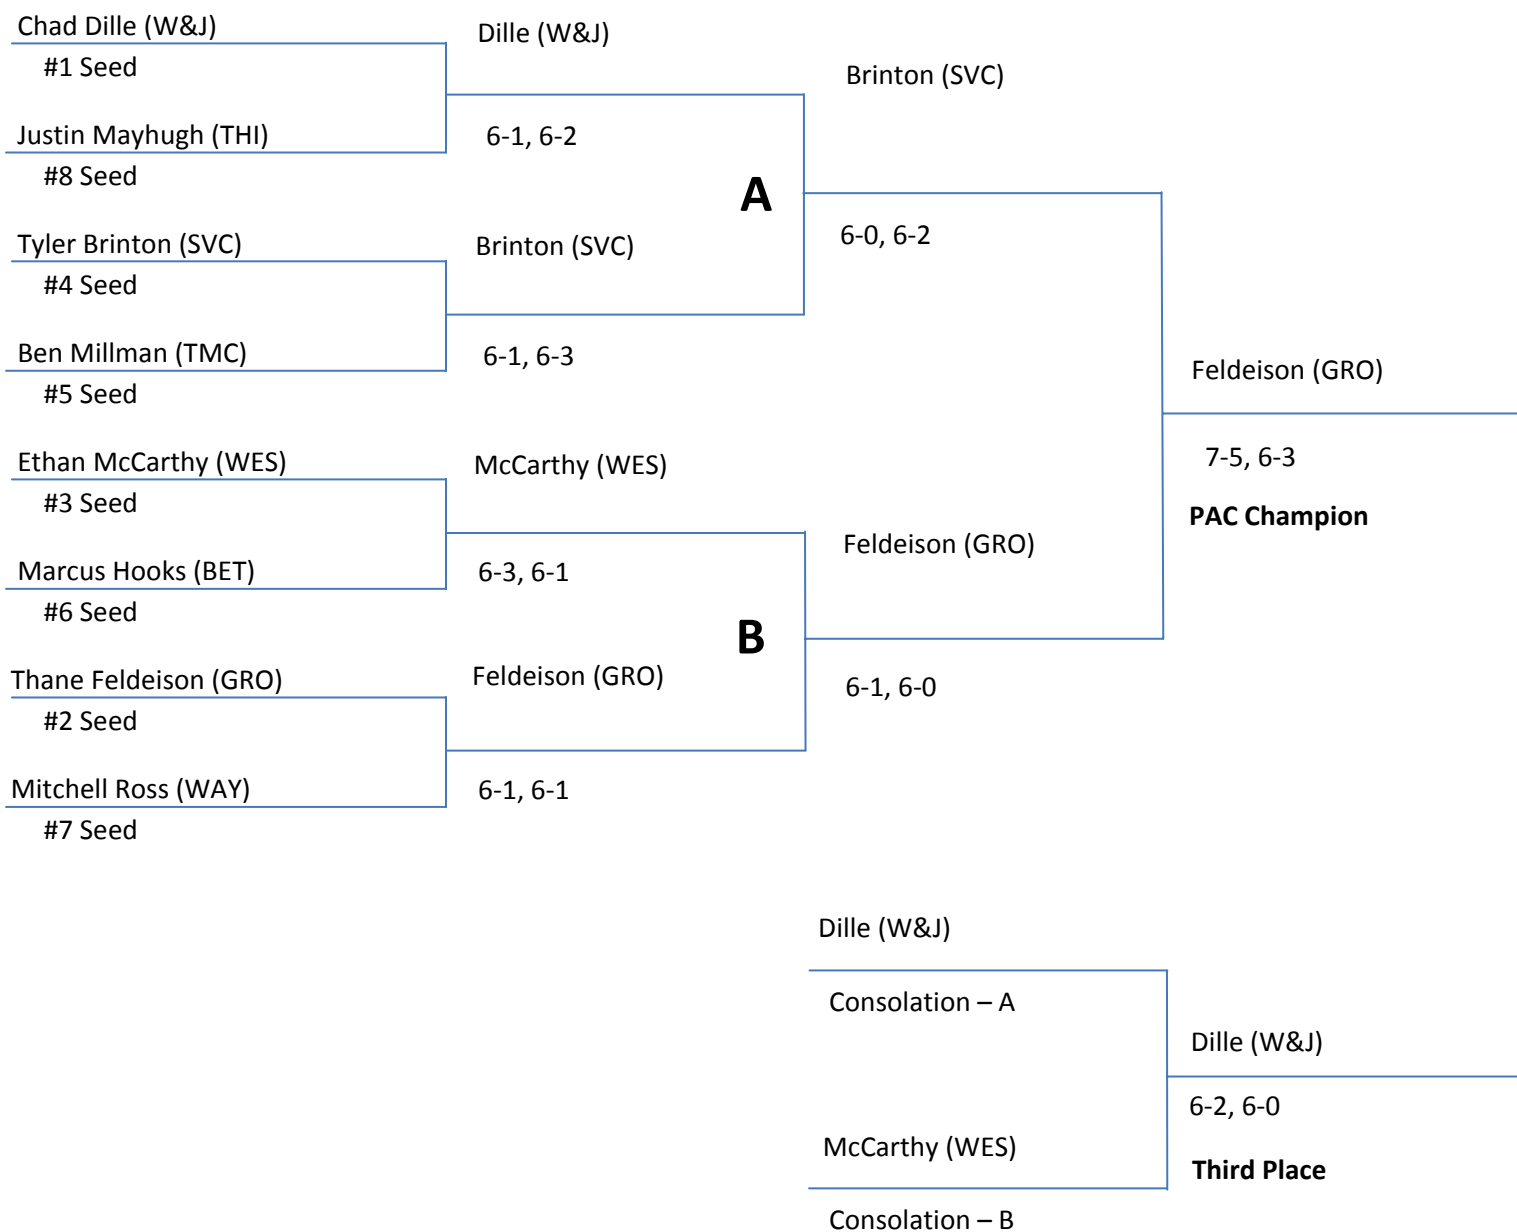 Chad Dille (W&J)
#1 Seed
Justin Mayhugh (THI)
#8 Seed
Tyler Brinton (SVC)
#4 Seed
Ben Millman (TMC)
#5 Seed
Ethan McCarthy (WES)
#3 Seed
Marcus Hooks (BET)
#6 Seed
Thane Feldeison (GRO)
#2 Seed
Mitchell Ross (WAY)
#7 Seed
Dille (W&J)
6-1, 6-2
Brinton (SVC)
6-1, 6-3
McCarthy (WES)
6-3, 6-1
Feldeison (GRO)
6-1, 6-1
A
B
Brinton (SVC)
6-0, 6-2
Feldeison (GRO)
6-1, 6-0
Feldeison (GRO)
7-5, 6-3
PAC Champion
Dille (W&J)
Consolation – A
McCarthy (WES)
Consolation – B
Dille (W&J)
6-2, 6-0
Third Place